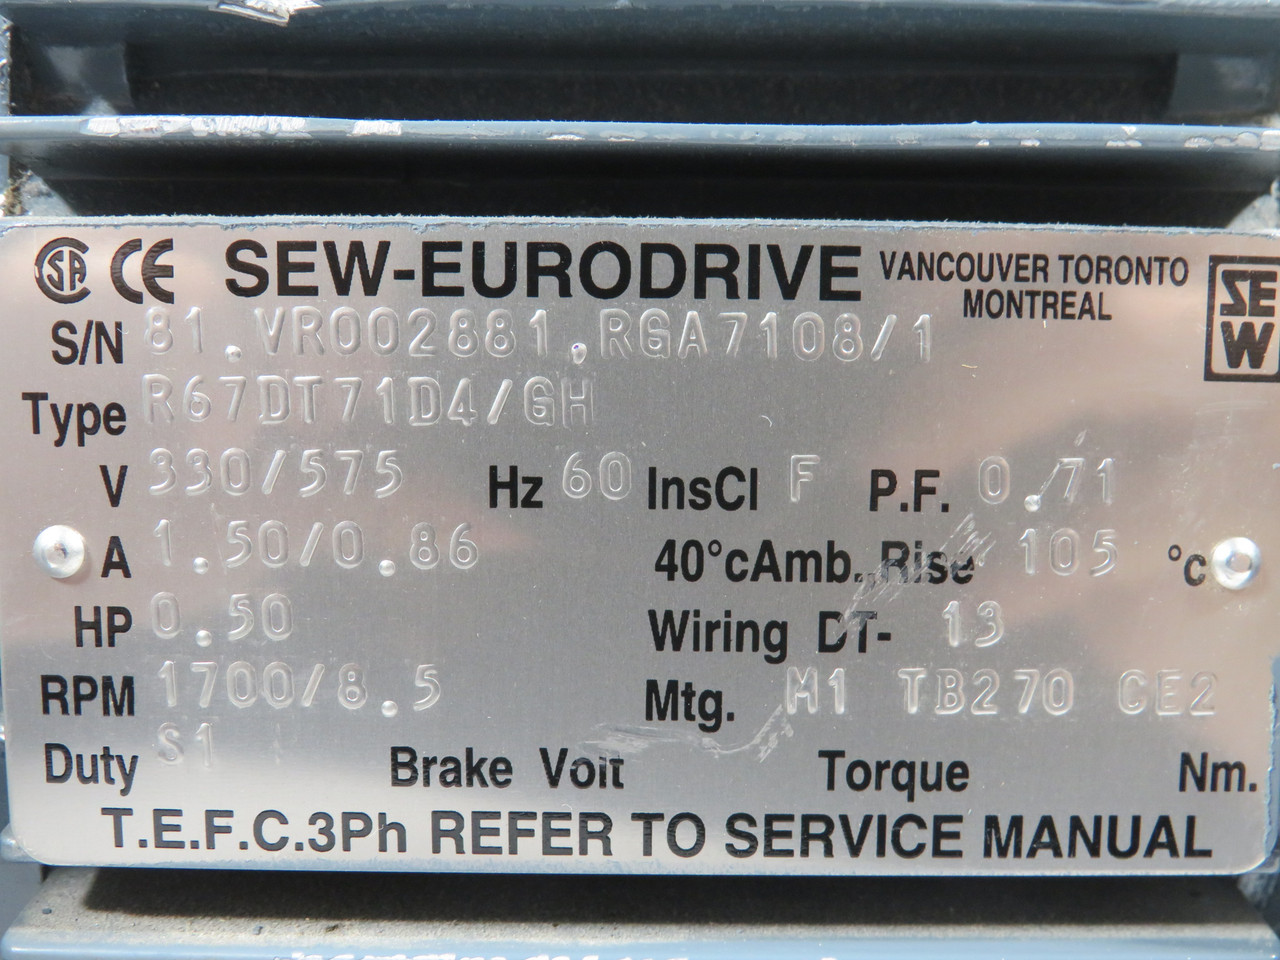 SA CE SEW-EURODRIVE VANCOUVER TORONTO
MONTREAL
SEW
S/N 81.VR002881.RGA7108/1
Type R67DT71D4/GH
V 330/575 Hz 60 InsCl F P.F. 0.71
A 1.50/0.86 40°cAmb..Rise 105 °c
HP 0.50 Wiring DT- 13
RPM 1700/8.5 Mtg. M1 TB270 CE2
Duty S1 Brake Volt Torque Nm.
T.E.F.C.3Ph REFER TO SERVICE MANUAL